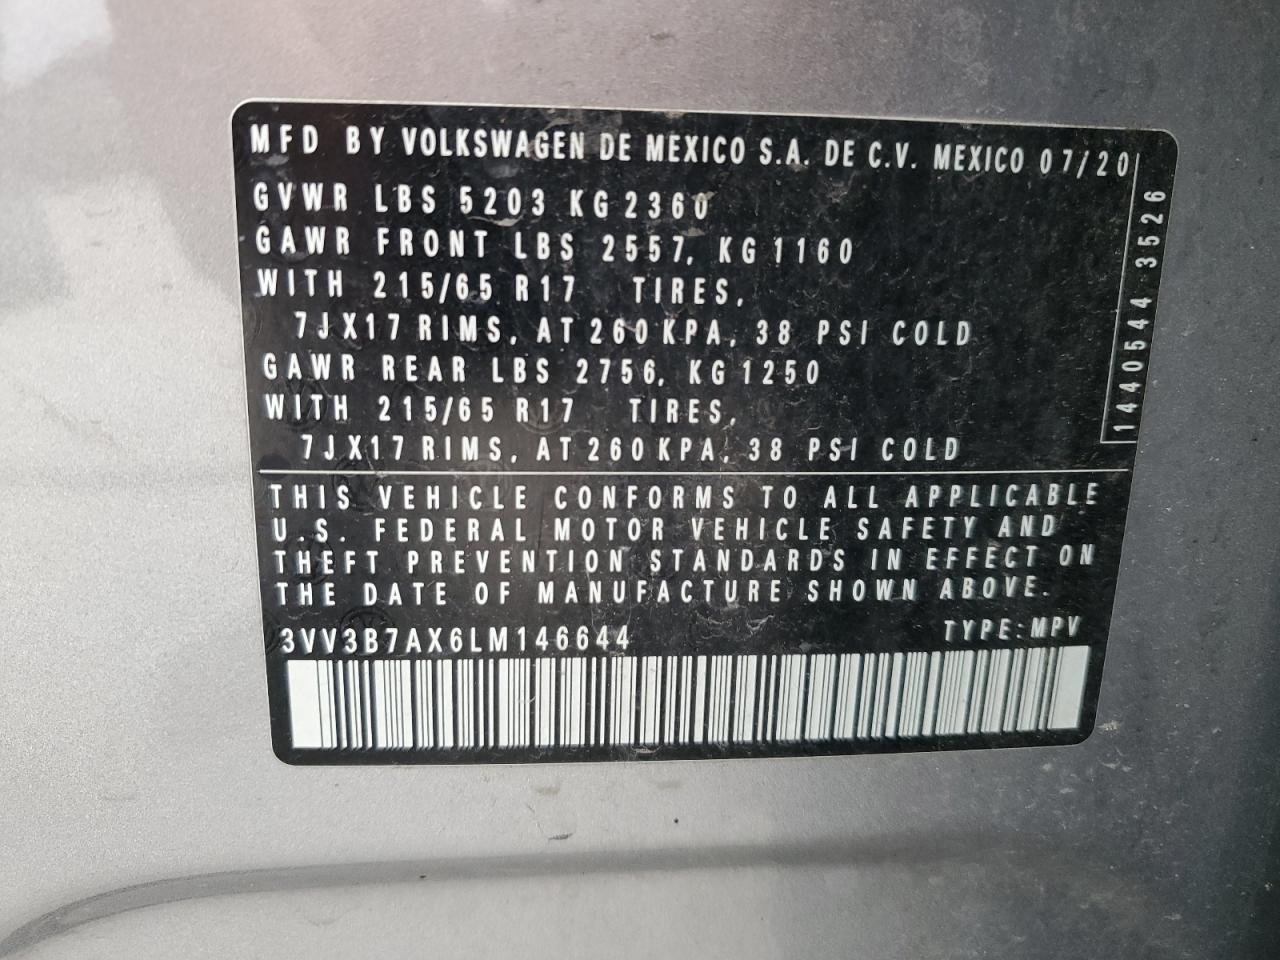 MFD BY VOLKSWAGEN DE MEXICO S.A. DE C.V. MEXICO 07/20
GVWR LBS 5203 KG 2360
GAWR FRONT LBS 2557, KG 1160
WITH 215/65 R17 TIRES,
7JX17 RIMS, AT 260 KPA, 38 PSI COLD
GAWR REAR LBS 2756, KG 1250
WITH 215/65 R17 TIRES,
7JX17 RIMS, AT 260 KPA, 38 PSI COLD
1440544 3526
THIS VEHICLE CONFORMS TO ALL APPLICABLE
U.S. FEDERAL MOTOR VEHICLE SAFETY AND
THEFT PREVENTION STANDARDS IN EFFECT ON
THE DATE OF MANUFACTURE SHOWN ABOVE.
3VV3B7AX6LM146644 TYPE: MPV